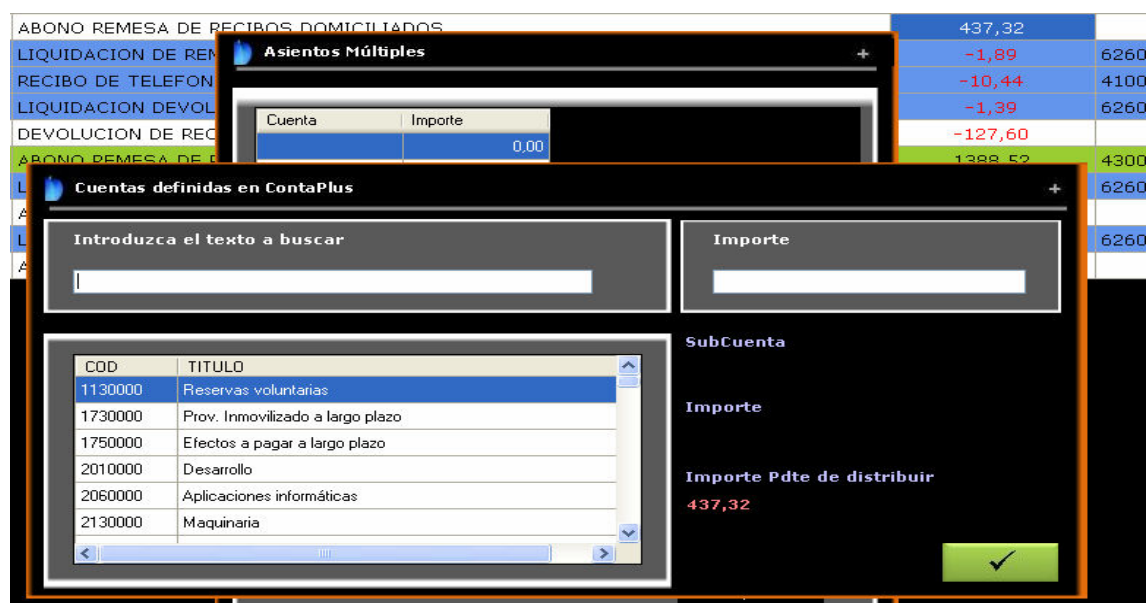 ABONO REMESA DE RECIBOS DOMICILIADOS 437,32
LIQUIDACION DE REM -1,89 6260
RECIBO DE TELEFON -10,44 4100
LIQUIDACION DEVOL -1,39 6260
DEVOLUCION DE REC -127,60
ABONO REMESA DE R 1388,52 4300
L 6260
A
L 6260
A
Asientos Múltiples +
Cuenta Importe
0,00
Cuentas definidas en ContaPlus +
Introduzca el texto a buscar
Importe
COD TITULO
1130000 Reservas voluntarias
1730000 Prov. Inmovilizado a largo plazo
1750000 Efectos a pagar a largo plazo
2010000 Desarrollo
2060000 Aplicaciones informáticas
2130000 Maquinaria
SubCuenta
Importe
Importe Pdte de distribuir
437,32